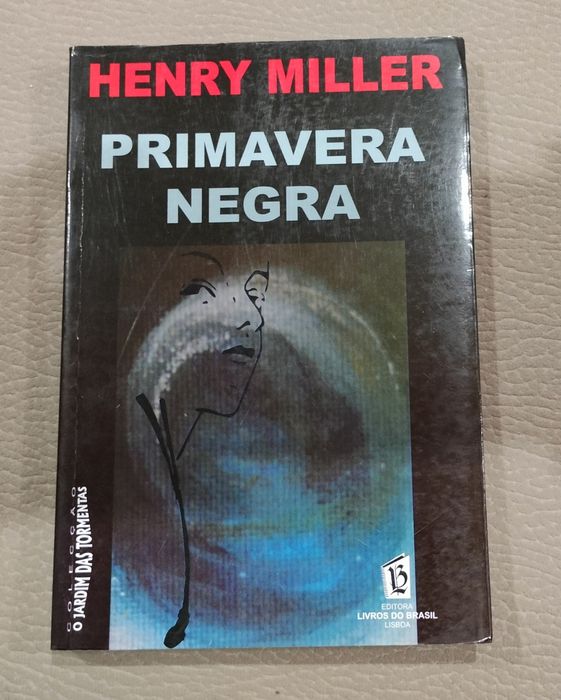 HENRY MILLER
PRIMAVERA
NEGRA
COLECÇÃO
O JARDIM DAS TORMENTAS
B
EDITORA
LIVROS DO BRASIL
LISBOA